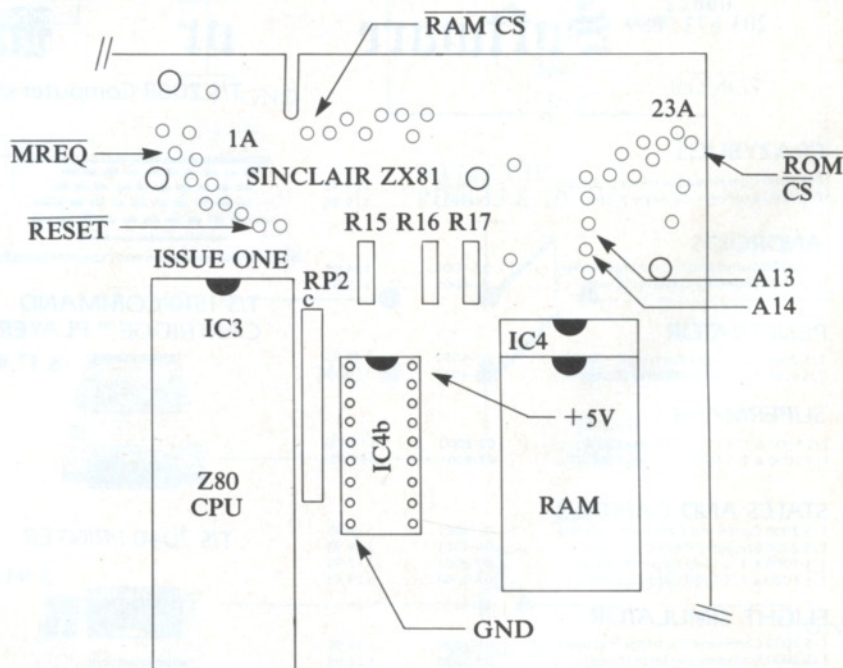 RAM CS
23A
1A
MREQ
SINCLAIR ZX81
ROM
CS
RESET
R15 R16 R17
ISSUE ONE
RP2
A13
A14
IC3
IC4
+5V
IC4b
Z80
CPU
RAM
GND